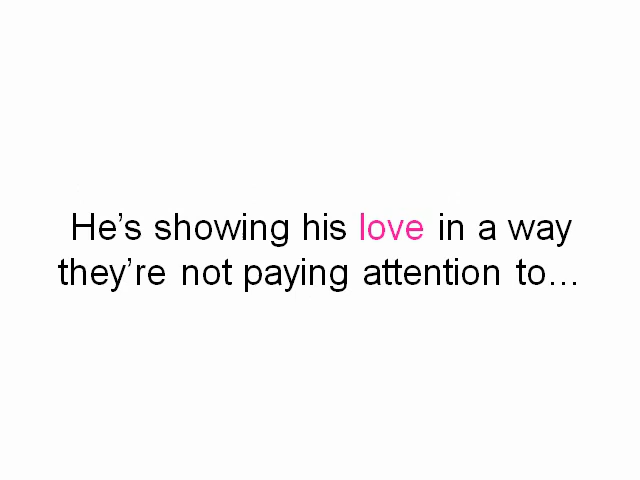 He’s showing his love in a way
they’re not paying attention to...